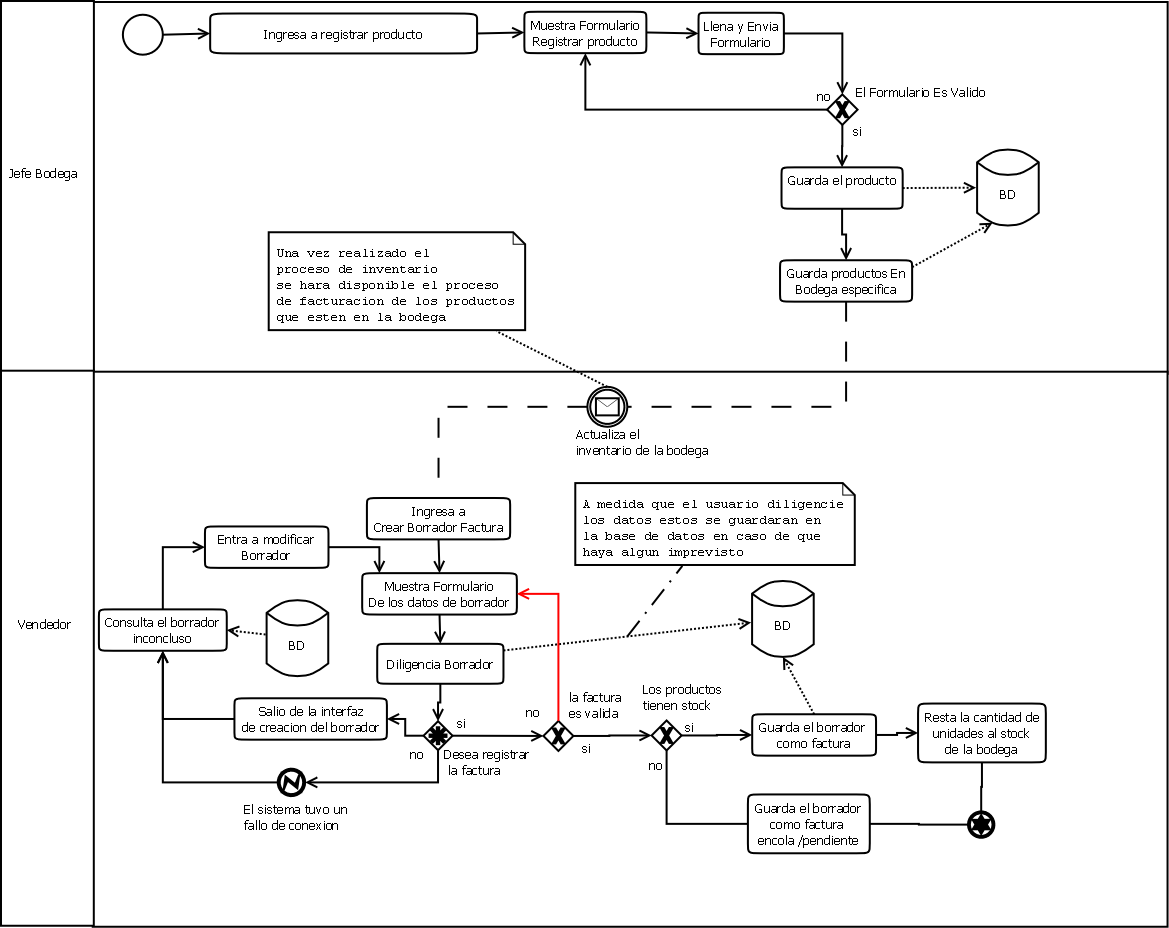 Jefe Bodega
Ingresa a registrar producto
Muestra Formulario
Registrar producto
Llena y Envia
Formulario
no
El Formulario Es Valido
si
Guarda el producto
BD
Guarda productos En
Bodega especifica
Una vez realizado el
proceso de inventario
se hara disponible el proceso
de facturacion de los productos
que esten en la bodega
Vendedor
Actualiza el
inventario de la bodega
Ingresa a
Crear Borrador Factura
A medida que el usuario diligencie
los datos estos se guardaran en
la base de datos en caso de que
haya algun imprevisto
Entra a modificar
Borrador
Muestra Formulario
De los datos de borrador
Consulta el borrador
inconcluso
BD
BD
Diligencia Borrador
Salio de la interfaz
de creacion del borrador
si
no
Desea registrar
la factura
no
la factura
es valida
si
Los productos
tienen stock
si
no
Guarda el borrador
como factura
Resta la cantidad de
unidades al stock
de la bodega
El sistema tuvo un
fallo de conexion
Guarda el borrador
como factura
encola /pendiente